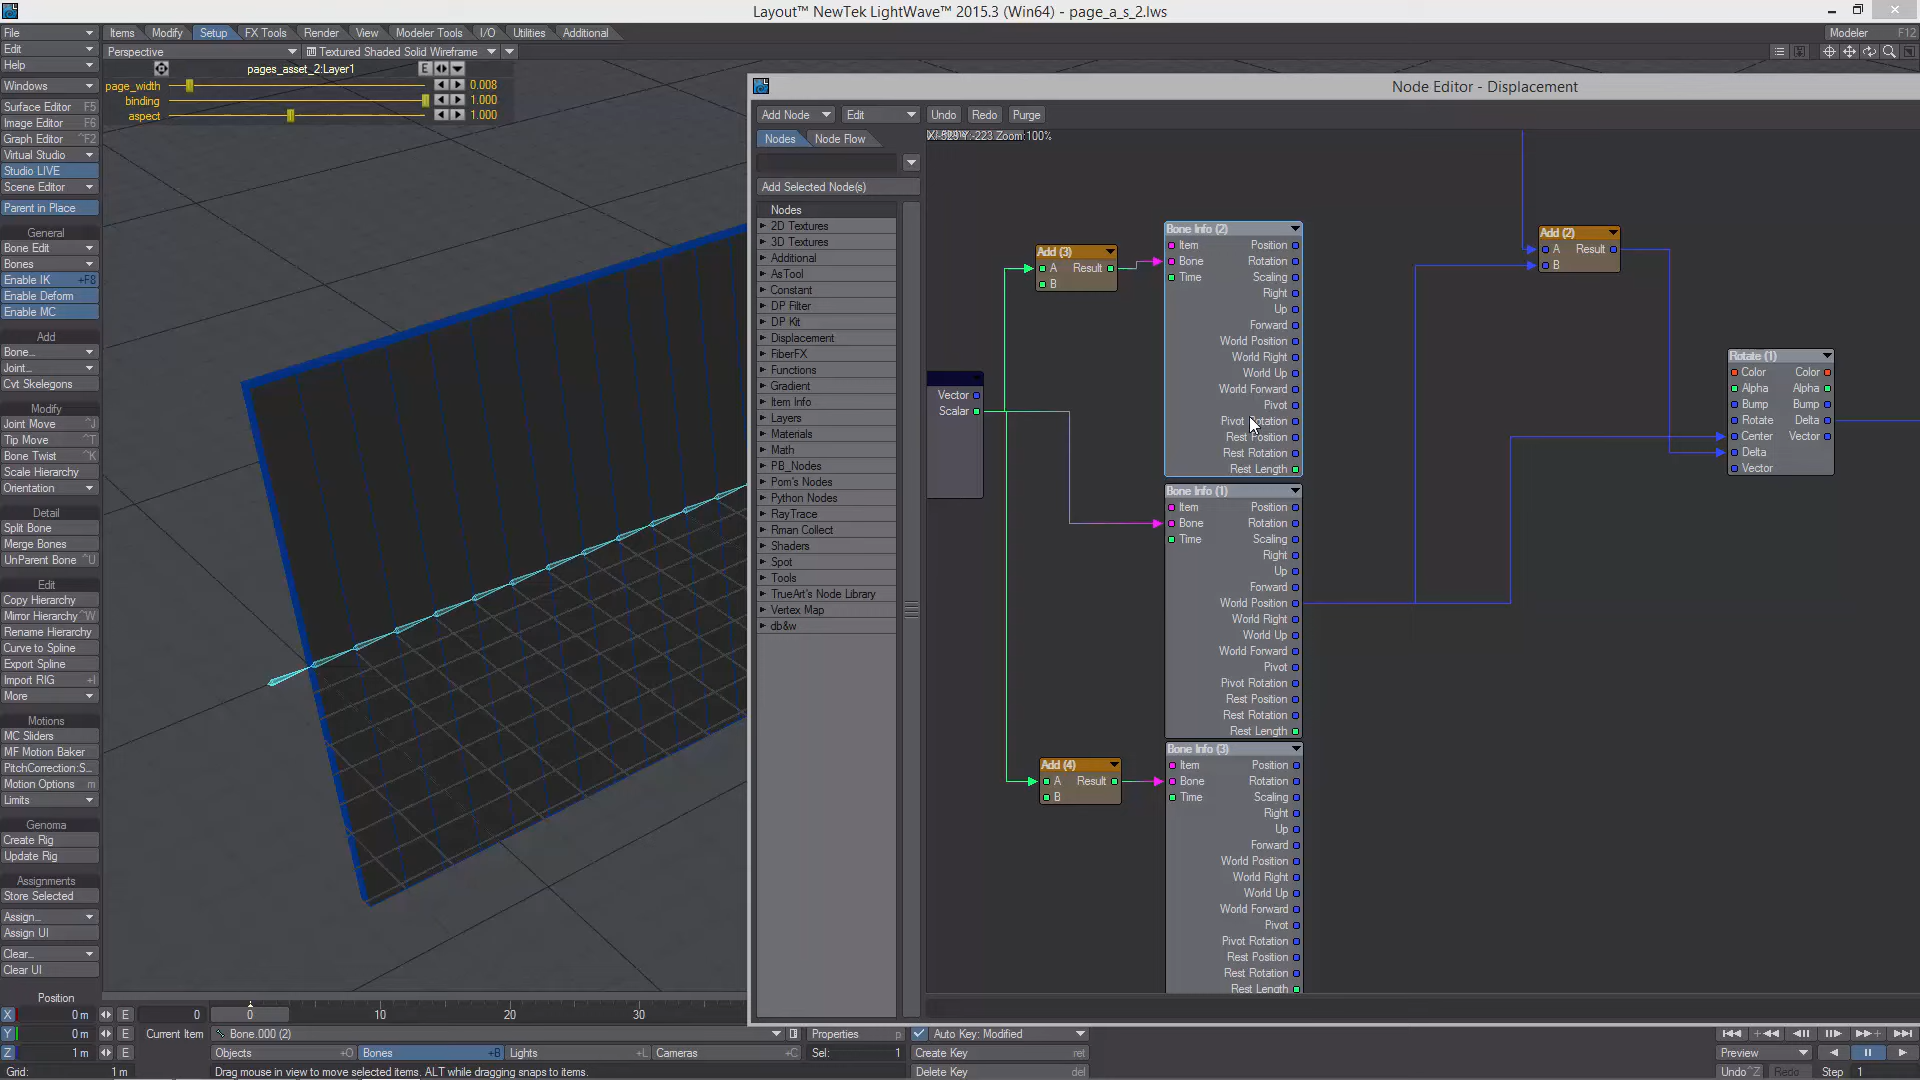 Layout™ NewTek LightWave™ 2015.3 (Win64) - page_a_s_2.lws
File
Items
Modify
Setup
FX Tools
Render
View
Modeler Tools
I/O
Utilities
Additional
Modeler F12
Edit
Perspective
Textured Shaded Solid Wireframe
Help
pages_asset_2:Layer1
E
page_width 0.008
binding 1.000
aspect 1.000
Windows
Surface Editor F5
Image Editor F6
Graph Editor ^F2
Virtual Studio
Studio LIVE
Scene Editor
Parent in Place
General
Bone Edit
Bones
Enable IK +F8
Enable Deform
Enable MC
Add
Bone...
Joint...
Cvt Skelegons
Modify
Joint Move ^J
Tip Move ^T
Bone Twist ^K
Scale Hierarchy
Orientation
Detail
Split Bone
Merge Bones
UnParent Bone ^U
Edit
Copy Hierarchy
Mirror Hierarchy ^W
Rename Hierarchy
Curve to Spline
Export Spline
Import RIG +I
More
Motions
MC Sliders
MF Motion Baker
PitchCorrection:S...
Motion Options m
Limits
Genoma
Create Rig
Update Rig
Assignments
Store Selected
Assign...
Assign UI
Clear...
Clear UI
Node Editor - Displacement
Add Node
Edit
Undo
Redo
Purge
Nodes
Node Flow
Y:-223 Zoom:100%
Add Selected Node(s)
Nodes
2D Textures
3D Textures
Additional
AsTool
Constant
DP Filter
DP Kit
Displacement
FiberFX
Functions
Gradient
Item Info
Layers
Materials
Math
PB_Nodes
Pom's Nodes
Python Nodes
RayTrace
Rman Collect
Shaders
Spot
Tools
TrueArt's Node Library
Vertex Map
db&w
Vector
Scalar
Add (3)
A Result
B
Bone Info (2)
Item Position
Bone Rotation
Time Scaling
Right
Up
Forward
World Position
World Right
World Up
World Forward
Pivot
Pivot Rotation
Rest Position
Rest Rotation
Rest Length
Bone Info (1)
Item Position
Bone Rotation
Time Scaling
Right
Up
Forward
World Position
World Right
World Up
World Forward
Pivot
Pivot Rotation
Rest Position
Rest Rotation
Rest Length
Add (4)
A Result
B
Bone Info (3)
Item Position
Bone Rotation
Time Scaling
Right
Up
Forward
World Position
World Right
World Up
World Forward
Pivot
Pivot Rotation
Rest Position
Rest Rotation
Rest Length
Add (2)
A Result
B
Rotate (1)
Color Color
Alpha Alpha
Bump Bump
Rotate Delta
Center Vector
Delta
Vector
Position
X 0 m E 0
0 10 20 30
Y 0 m E
Current Item
Bone.000 (2)
Properties p
Auto Key: Modified
Z 1 m E
Objects +O
Bones +B
Lights +L
Cameras +C
Sel: 1
Create Key ret
Preview
Grid: 1 m
Drag mouse in view to move selected items. ALT while dragging snaps to items.
Delete Key del
Undo ^Z
Redo
Step 1